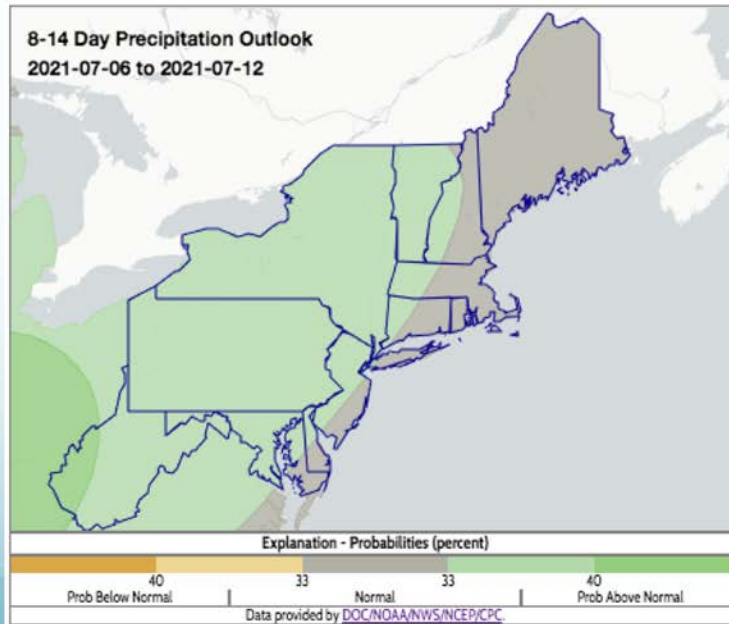 8-14 Day Precipitation Outlook
2021-07-06 to 2021-07-12
Explanation - Probabilities (percent)
40 33 33 40
Prob Below Normal | Normal | Prob Above Normal
Data provided by DOC/NOAA/NWS/NCEP/CPC.